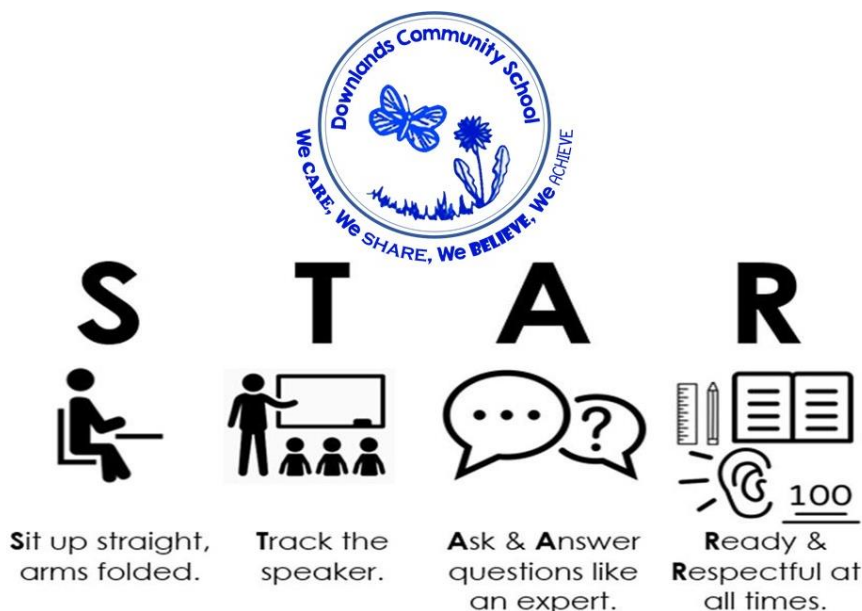 Downlands Community School
We CARE, We SHARE, We BELIEVE, We ACHIEVE
S T A R
?
100
Sit up straight,
arms folded.
Track the
speaker.
Ask & Answer
questions like
an expert.
Ready &
Respectful at
all times.